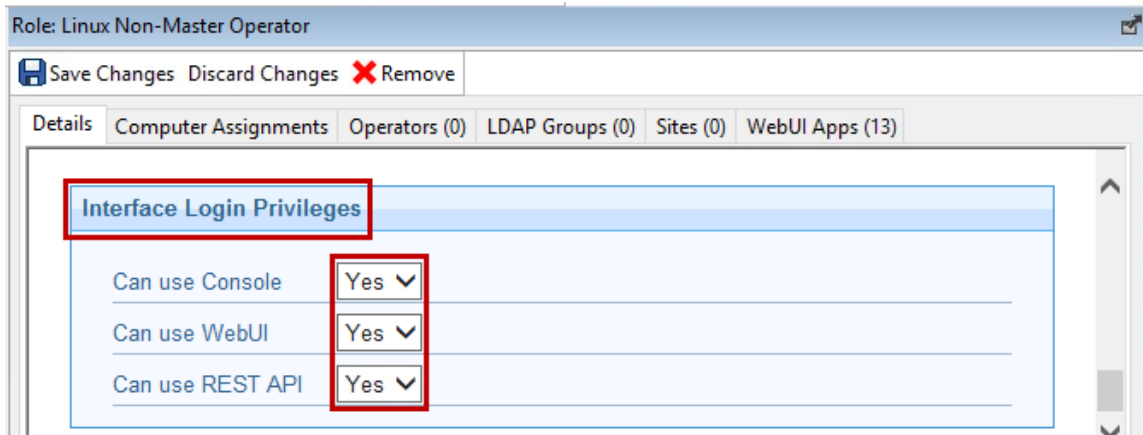 Role: Linux Non-Master Operator
Save Changes Discard Changes Remove
Details Computer Assignments Operators (0) LDAP Groups (0) Sites (0) WebUI Apps (13)
Interface Login Privileges
Can use Console Yes
Can use WebUI Yes
Can use REST API Yes